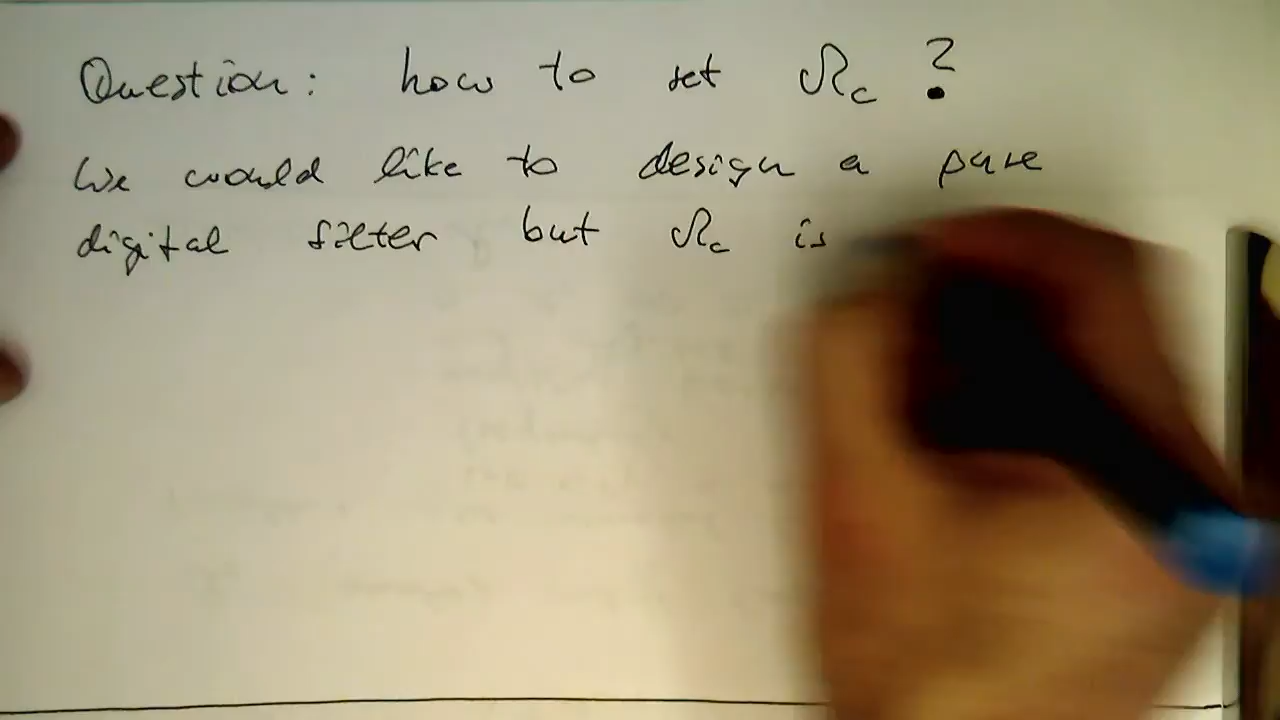 Question: how to set Ωc ?
We would like to design a pure
digital filter but Ωc is